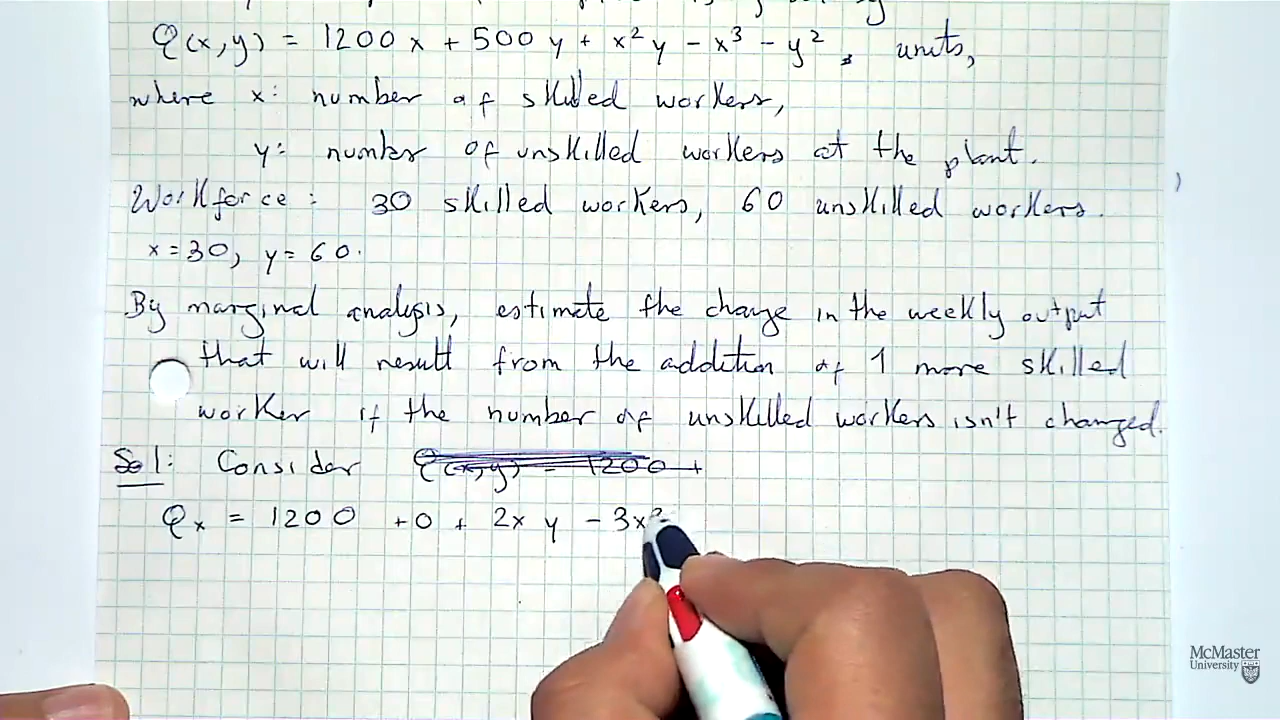 Q(x,y) = 1200 x + 500 y + x² y - x³ - y², units,
where x: number of skilled workers,
y: number of unskilled workers at the plant.
Workforce: 30 skilled workers, 60 unskilled workers.
x=30, y=60.
By marginal analysis, estimate the change in the weekly output
that will result from the addition of 1 more skilled
worker if the number of unskilled workers isn't changed.
Sol: Consider Q(x,y) = 1200 +
Qx = 1200 + 0 + 2x y - 3x²
McMaster
University